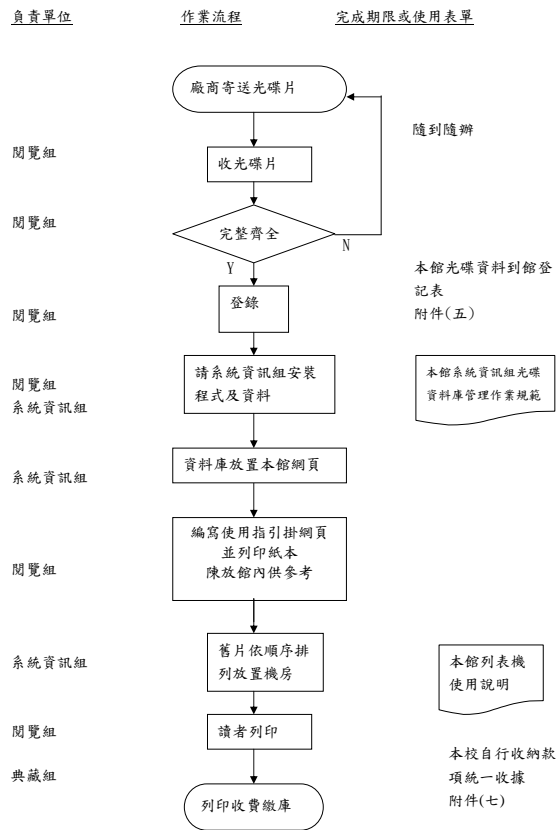 負責單位 作業流程 完成期限或使用表單
廠商寄送光碟片
隨到隨辦
閱覽組
收光碟片
閱覽組
完整齊全
N
Y
本館光碟資料到館登
記表
附件(五)
登錄
閱覽組
請系統資訊組安裝
程式及資料
閱覽組
系統資訊組
本館系統資訊組光碟
資料庫管理作業規範
資料庫放置本館網頁
系統資訊組
編寫使用指引掛網頁
並列印紙本
陳放館內供參考
閱覽組
舊片依順序排
列放置機房
系統資訊組
本館列表機
使用說明
讀者列印
閱覽組
本校自行收納款
項統一收據
附件(七)
典藏組
列印收費繳庫